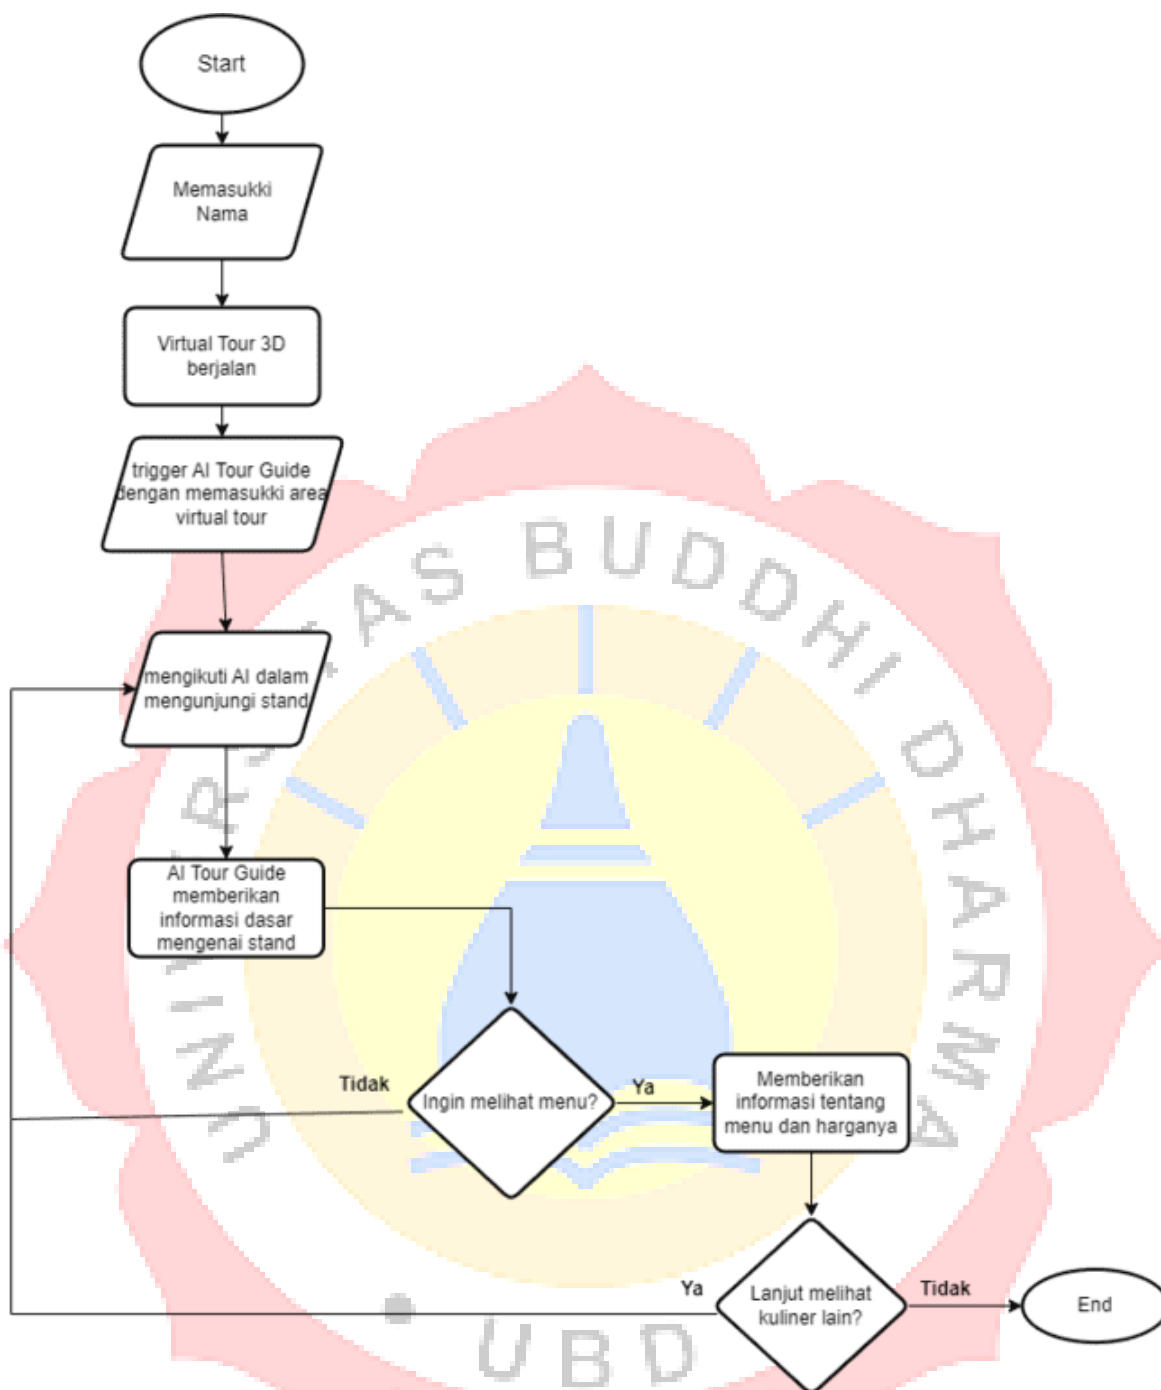 Start
Memasukki
Nama
Virtual Tour 3D
berjalan
trigger AI Tour Guide
dengan memasukki area
virtual tour
mengikuti AI dalam
mengunjungi stand
AI Tour Guide
memberikan
informasi dasar
mengenai stand
Tidak
Ingin melihat menu?
Ya
Memberikan
informasi tentang
menu dan harganya
Ya
Lanjut melihat
kuliner lain?
Tidak
End
UNIVERSITAS BUDDHI DHARMA
UBD